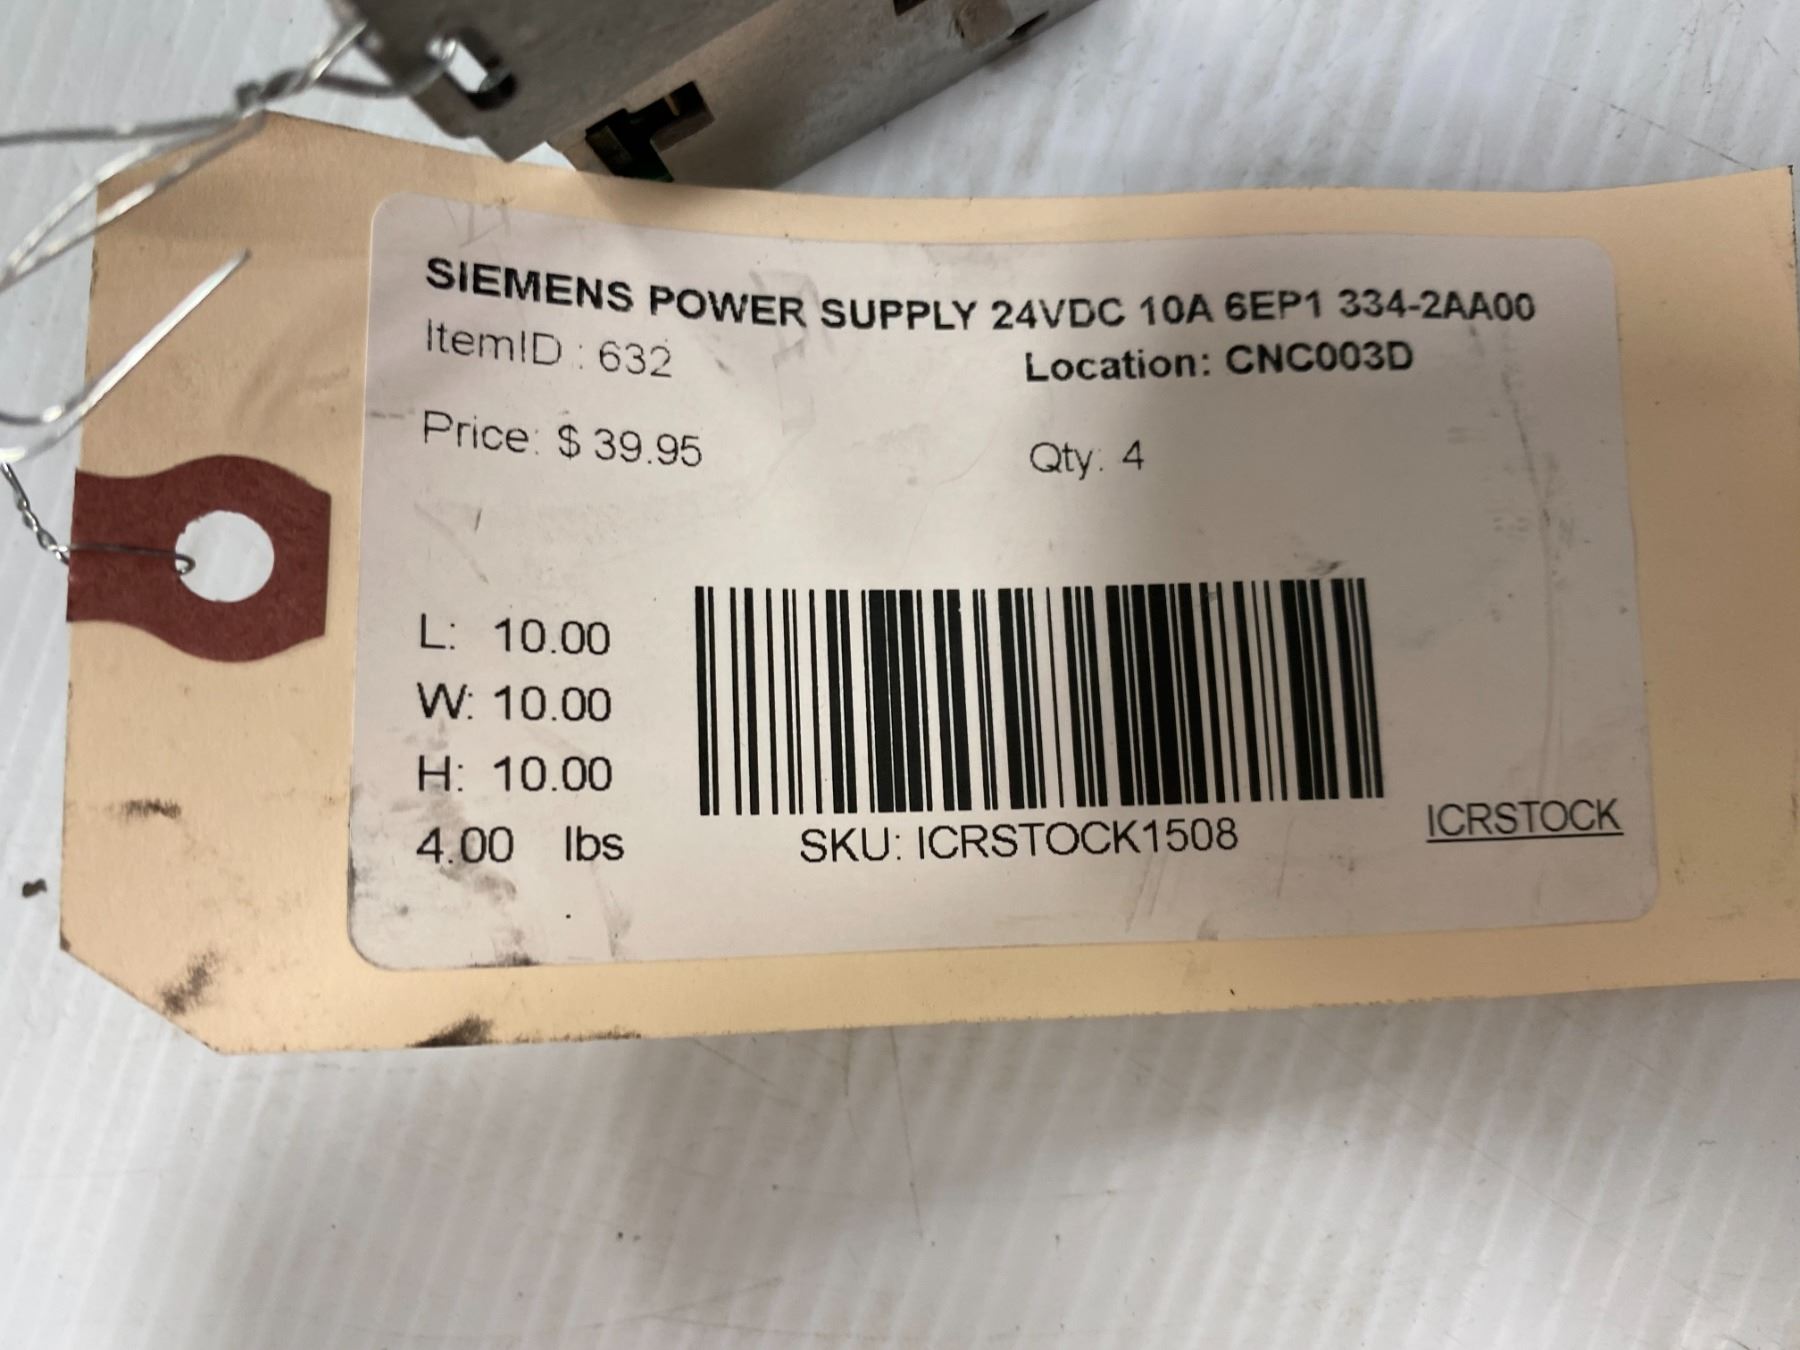 SIEMENS POWER SUPPLY 24VDC 10A 6EP1 334-2AA00
ItemID : 632
Location: CNC003D
Price: $ 39.95
Qty: 4
L: 10.00
W: 10.00
H: 10.00
4.00 lbs
SKU: ICRSTOCK1508
ICRSTOCK